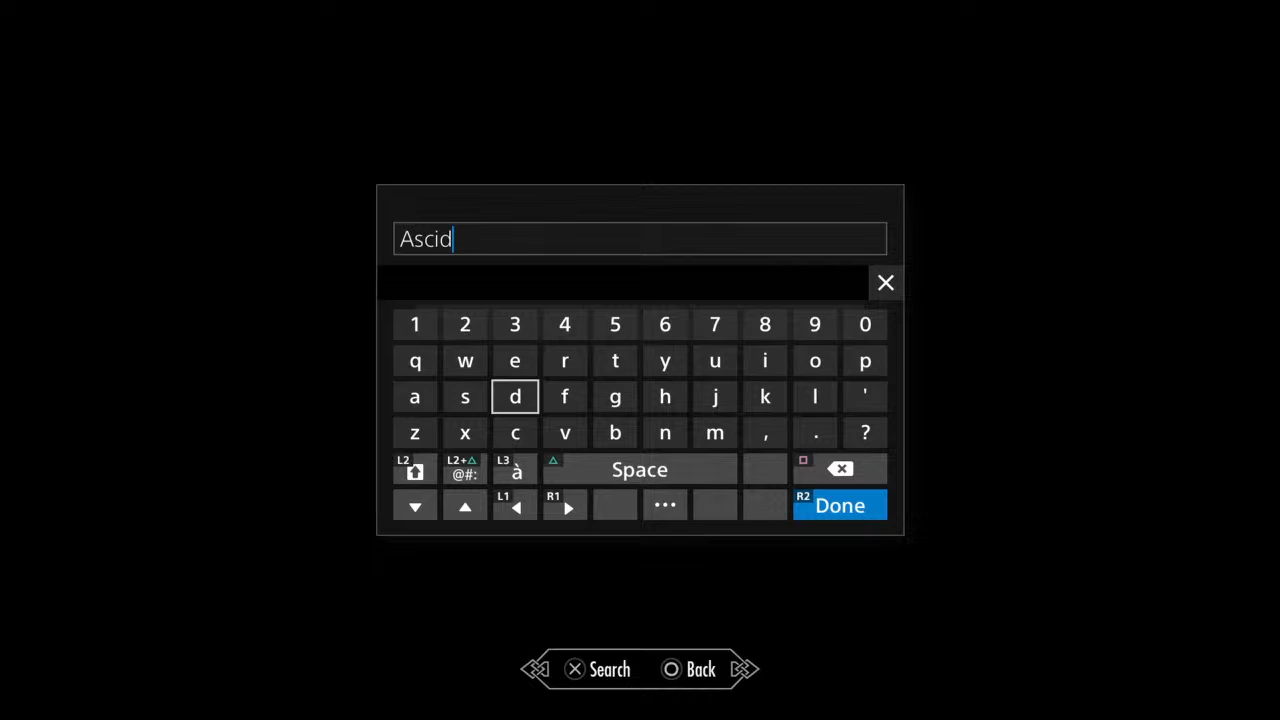 Ascid
1 2 3 4 5 6 7 8 9 0
q w e r t y u i o p
a s d f g h j k l '
z x c v b n m , . ?
L2 L2+△ @#: L3 à △ Space
L1 R1 ... R2 Done
Search Back